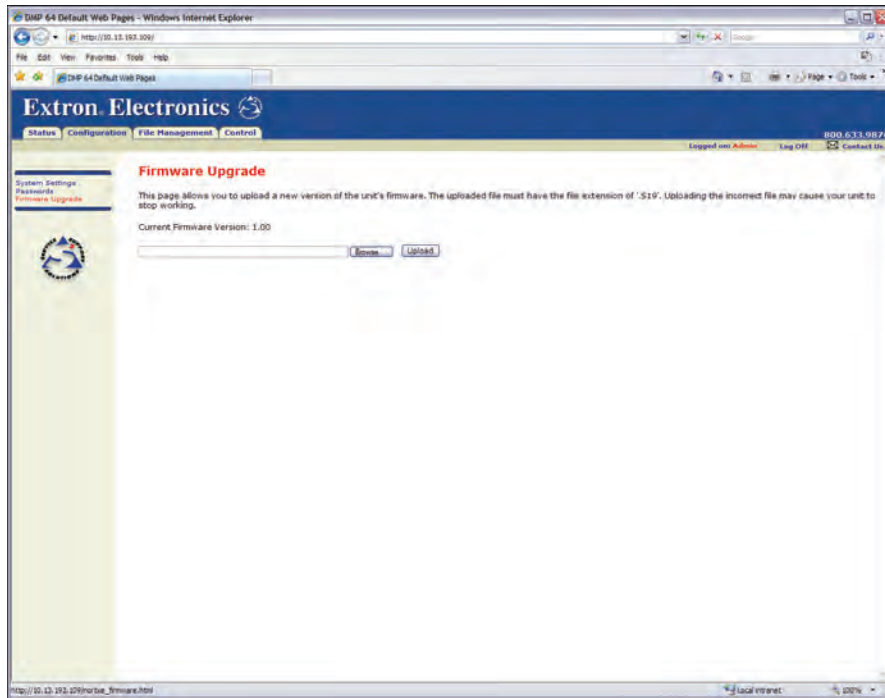 DMP 64 Default Web Pages - Windows Internet Explorer
http://10.13.193.109/
Google
File Edit View Favorites Tools Help
DMP 64 Default Web Pages
Page Tools
Extron Electronics
Status Configuration File Management Control
800.633.987
Logged on: Admin Log Off Contact Us
System Settings
Passwords
Firmware Upgrade
Firmware Upgrade
This page allows you to upload a new version of the unit's firmware. The uploaded file must have the file extension of '.S19'. Uploading the incorrect file may cause your unit to
stop working.
Current Firmware Version: 1.00
Browse... Upload
Local intranet 100%